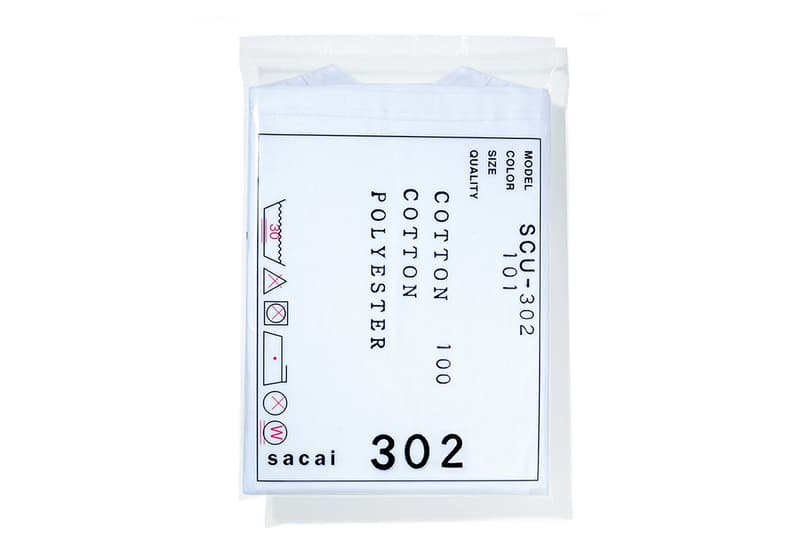 MODEL SCU-302
COLOR 101
SIZE
QUALITY
COTTON 100
COTTON
POLYESTER
30
W
sacai 302